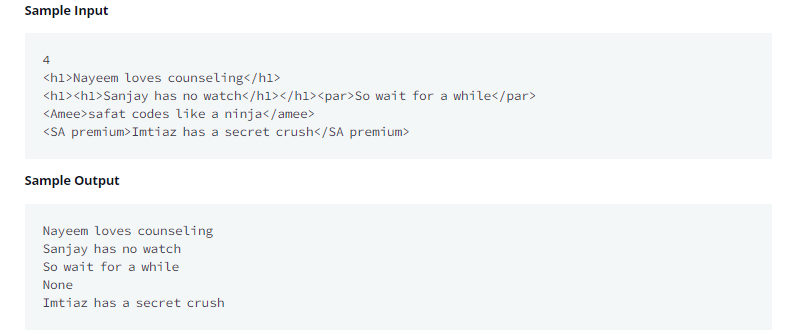 Sample Input
4
<h1>Nayeem loves counseling</h1>
<h1><h1>Sanjay has no watch</h1></h1><par>So wait for a while</par>
<Amee>safat codes like a ninja</amee>
<SA premium>Imtiaz has a secret crush</SA premium>
Sample Output
Nayeem loves counseling
Sanjay has no watch
So wait for a while
None
Imtiaz has a secret crush